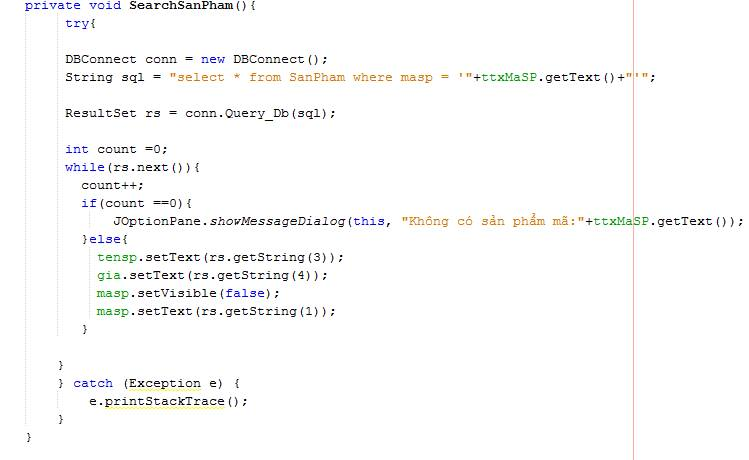 private void SearchSanPham(){
try{
DBConnect conn = new DBConnect();
String sql = "select * from SanPham where masp = '"+ttxMaSP.getText()+"'";
ResultSet rs = conn.Query_Db(sql);
int count =0;
while(rs.next()){
count++;
if(count ==0){
JOptionPane.showMessageDialog(this, "Không có sản phẩm mã:"+ttxMaSP.getText());
}else{
tensp.setText(rs.getString(3));
gia.setText(rs.getString(4));
masp.setVisible(false);
masp.setText(rs.getString(1));
}
}
} catch (Exception e) {
e.printStackTrace();
}
}